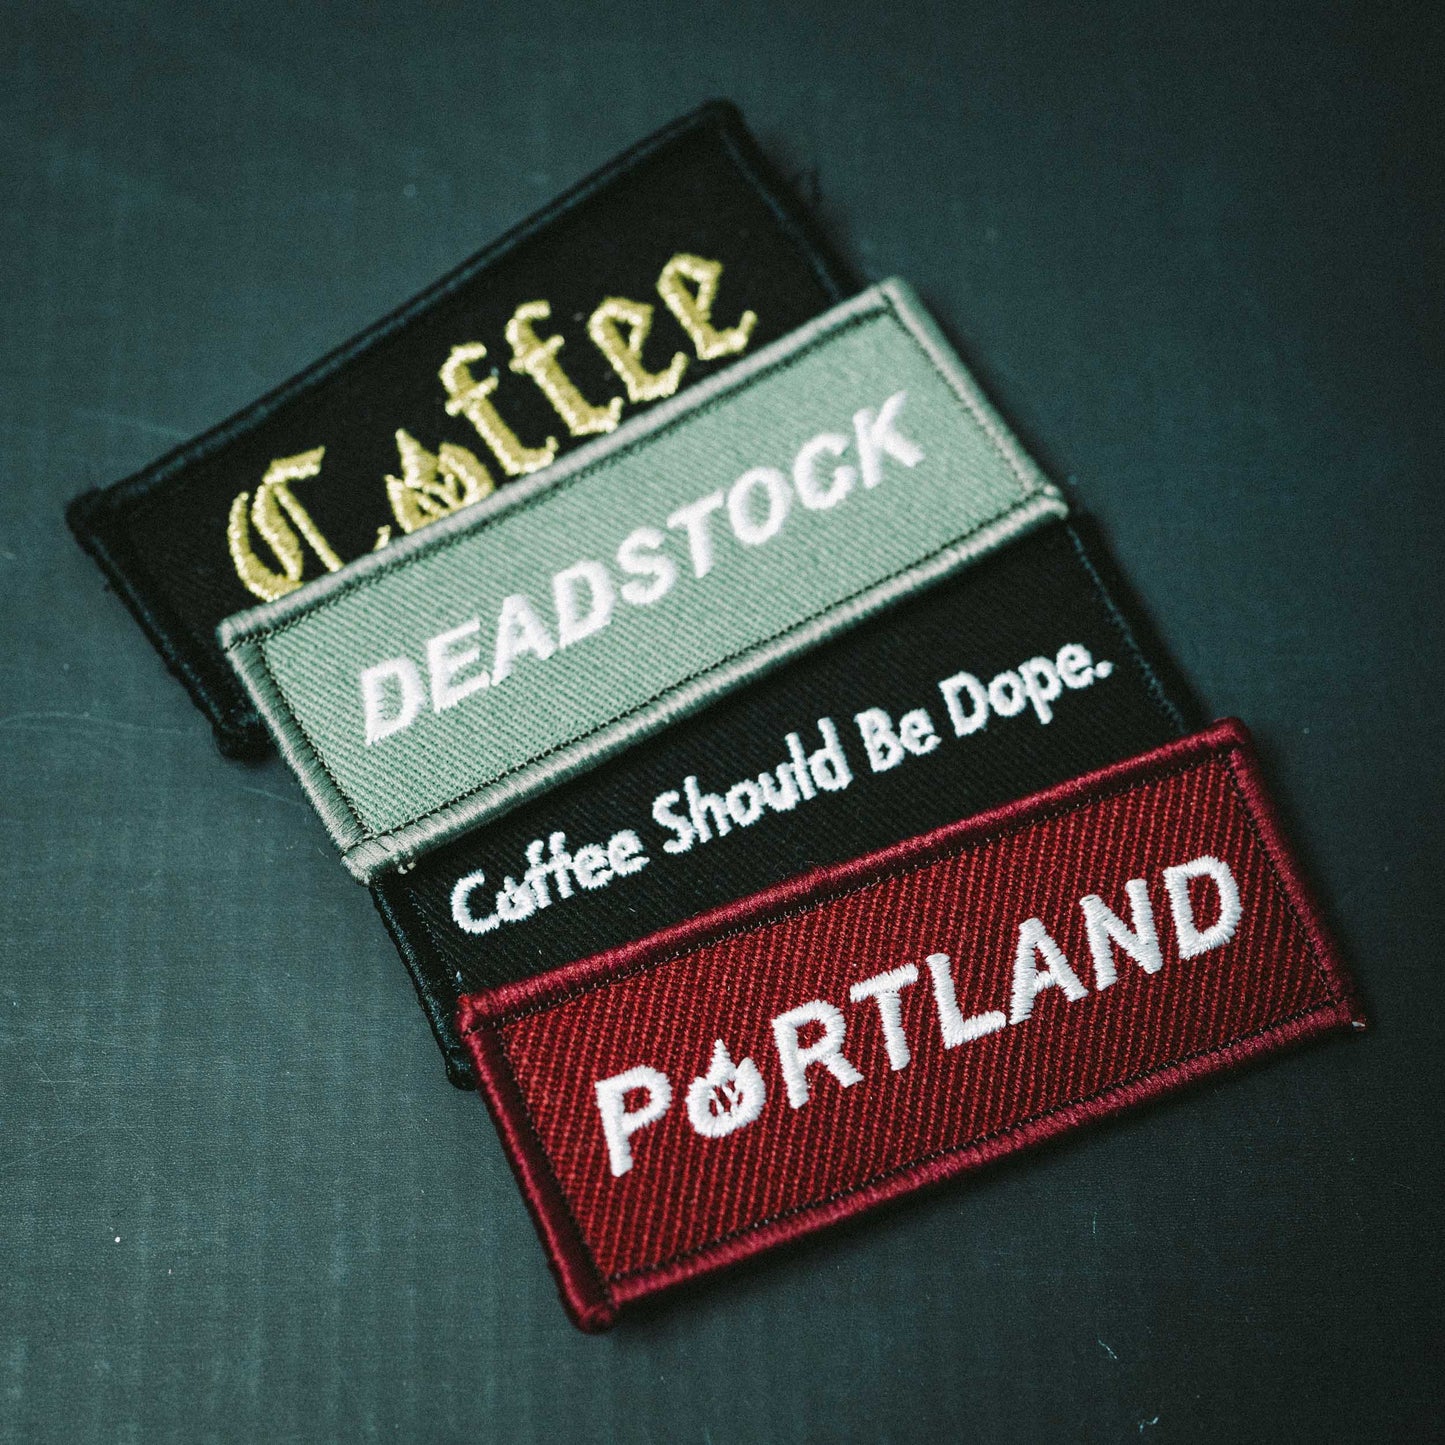 Coffee
DEADSTOCK
Coffee Should Be Dope.
PORTLAND